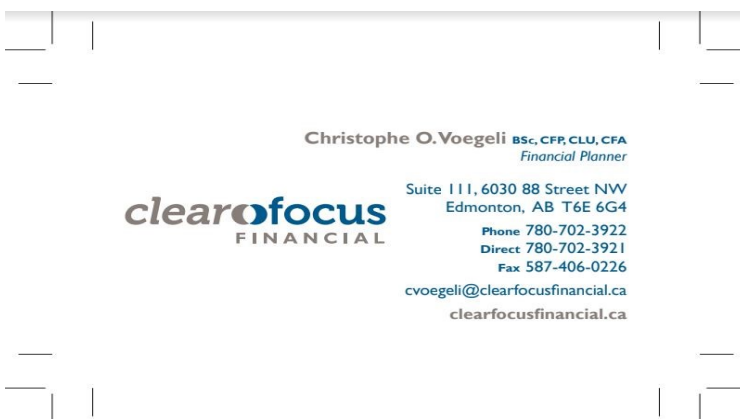 Christophe O. Voegeli BSc, CFP, CLU, CFA
Financial Planner
clearfocus
FINANCIAL
Suite 111, 6030 88 Street NW
Edmonton, AB T6E 6G4
Phone 780-702-3922
Direct 780-702-3921
Fax 587-406-0226
cvoegeli@clearfocusfinancial.ca
clearfocusfinancial.ca